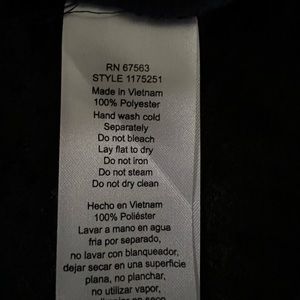 RN 67563
STYLE 1175251
Made in Vietnam
100% Polyester
Hand wash cold
Separately
Do not bleach
Lay flat to dry
Do not iron
Do not steam
Do not dry clean
Hecho en Vietnam
100% Poliéster
Lavar a mano en agua
fria por separado,
no lavar con blanqueador,
dejar secar en una superficie
plana, no planchar,
no utilizar vapor,